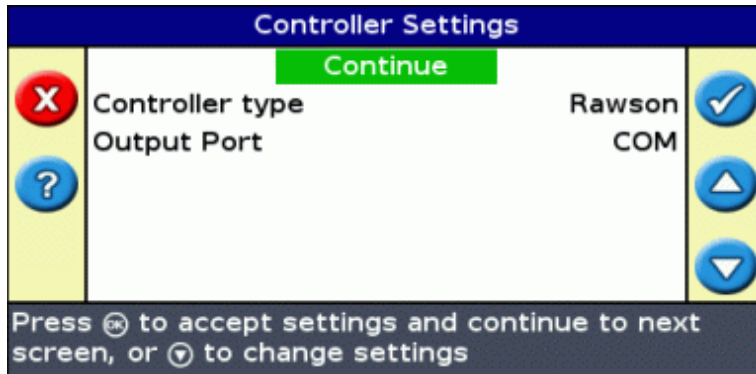 Controller Settings
Continue
Controller type Rawson
Output Port COM
Press OK to accept settings and continue to next
screen, or to change settings